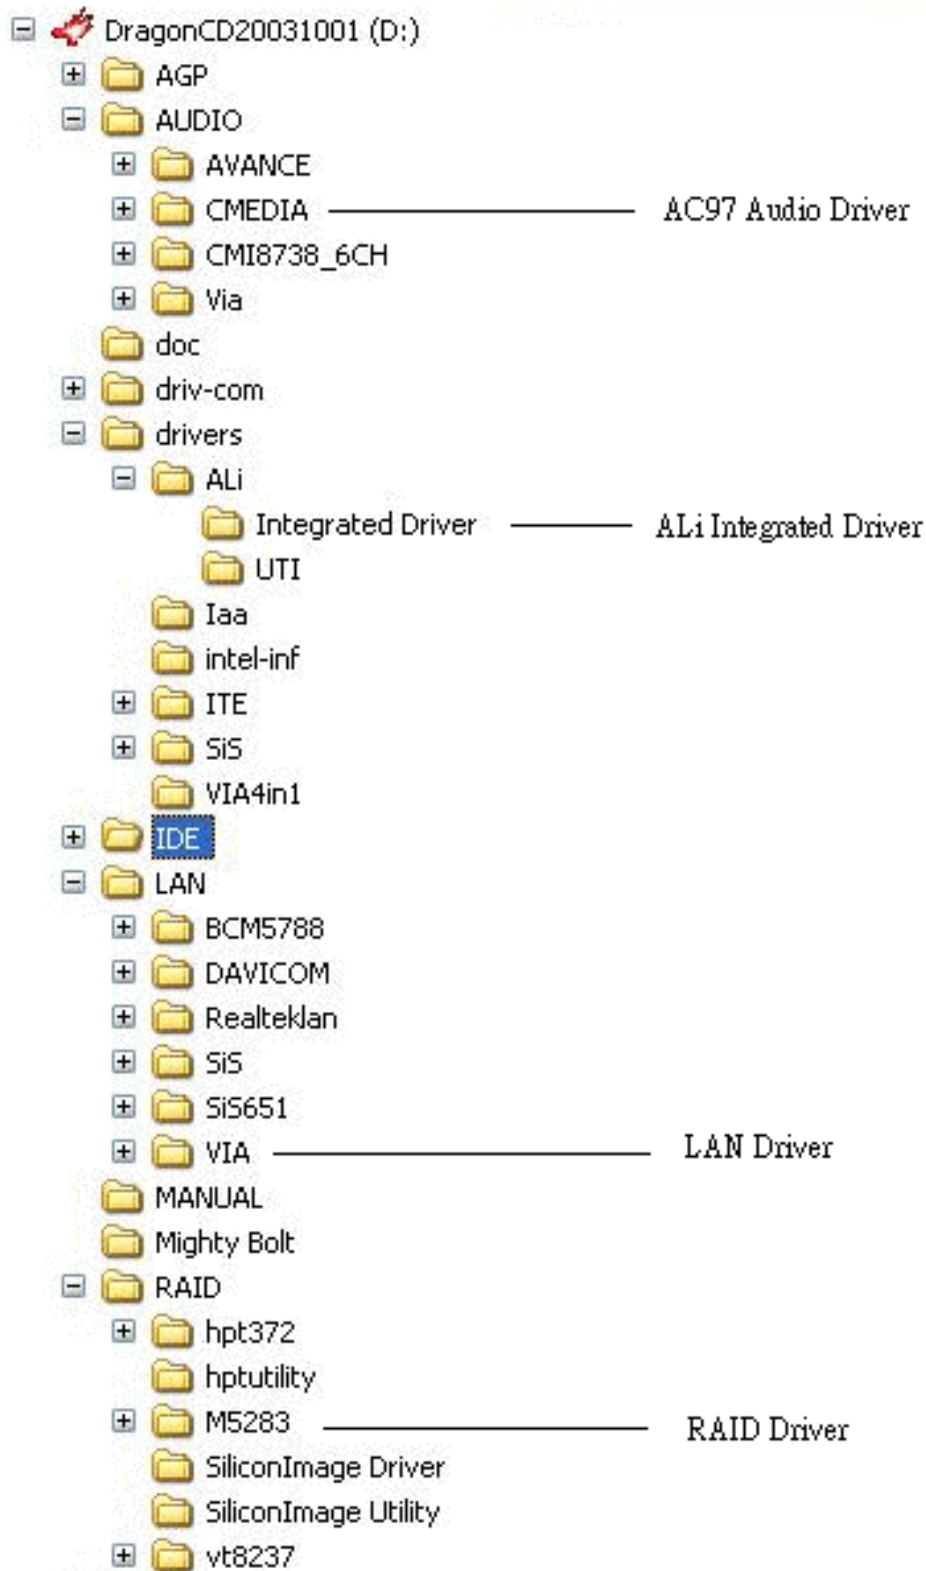 DragonCD20031001 (D:)
AGP
AUDIO
AVANCE
CMEDIA AC97 Audio Driver
CMI8738_6CH
Via
doc
driv-com
drivers
ALi
Integrated Driver ALi Integrated Driver
UTI
Iaa
intel-inf
ITE
SiS
VIA4in1
IDE
LAN
BCM5788
DAVICOM
Realteklan
SiS
SiS651
VIA LAN Driver
MANUAL
Mighty Bolt
RAID
hpt372
hptutility
M5283 RAID Driver
SiliconImage Driver
SiliconImage Utility
vt8237